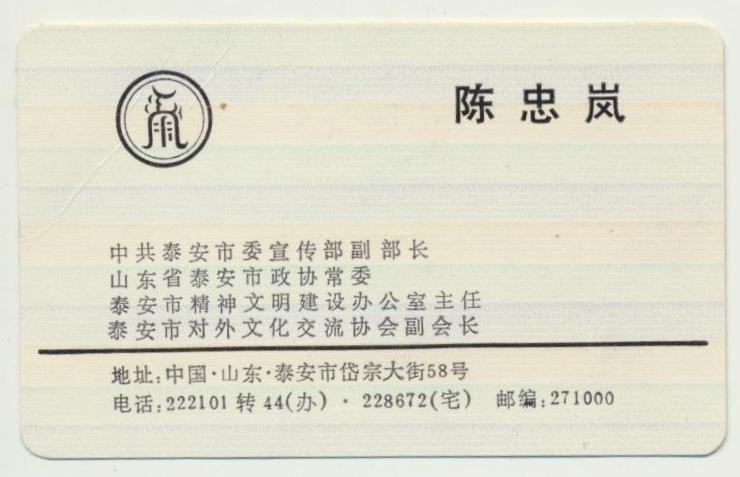 陈忠岚
中共泰安市委宣传部副部长
山东省泰安市政协常委
泰安市精神文明建设办公室主任
泰安市对外文化交流协会副会长
地址:中国·山东·泰安市岱宗大街58号
电话:222101 转 44(办) · 228672(宅) 邮编:271000